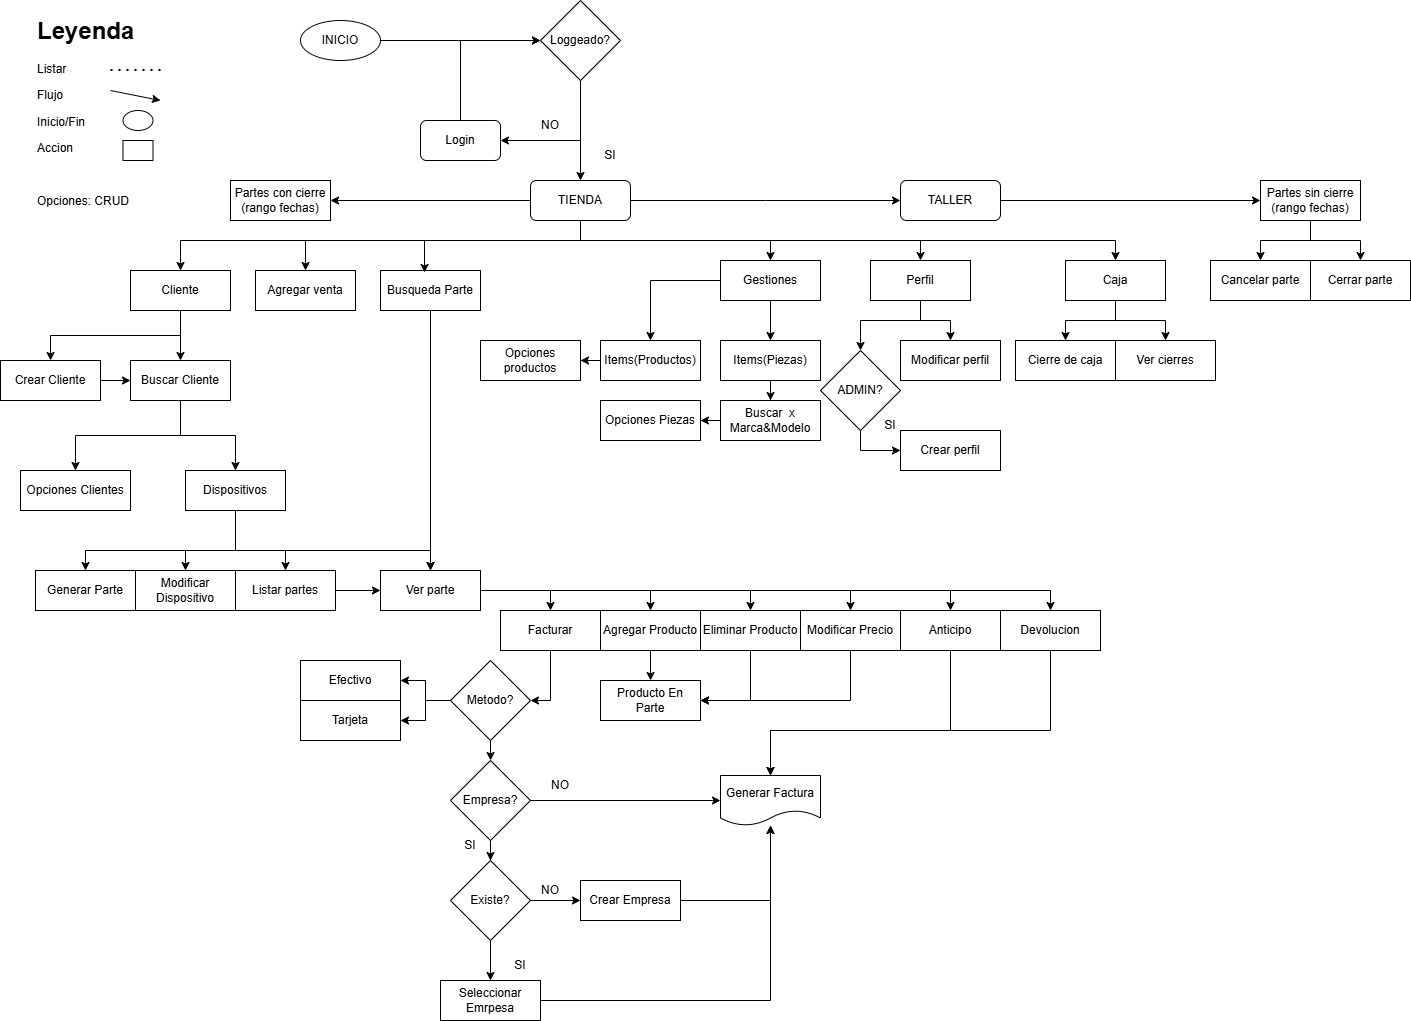 Leyenda
Listar
Flujo
Inicio/Fin
Accion
Opciones: CRUD
INICIO
Loggeado?
Login
NO
SI
Partes con cierre
(rango fechas)
TIENDA
TALLER
Partes sin cierre
(rango fechas)
Cliente
Agregar venta
Busqueda Parte
Gestiones
Perfil
Caja
Cancelar parte
Cerrar parte
Crear Cliente
Buscar Cliente
Opciones
productos
Items(Productos)
Items(Piezas)
ADMIN?
Modificar perfil
Cierre de caja
Ver cierres
Opciones Piezas
Buscar x
Marca&Modelo
SI
Crear perfil
Opciones Clientes
Dispositivos
Generar Parte
Modificar
Dispositivo
Listar partes
Ver parte
Facturar
Agregar Producto
Eliminar Producto
Modificar Precio
Anticipo
Devolucion
Efectivo
Tarjeta
Metodo?
Producto En
Parte
Empresa?
NO
Generar Factura
SI
Existe?
NO
Crear Empresa
SI
Seleccionar
Emrpesa